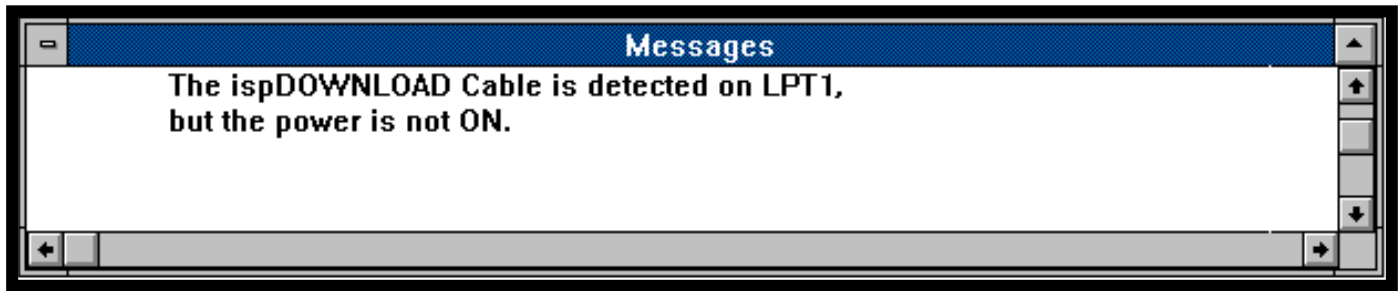 Messages
The ispDOWNLOAD Cable is detected on LPT1,
but the power is not ON.